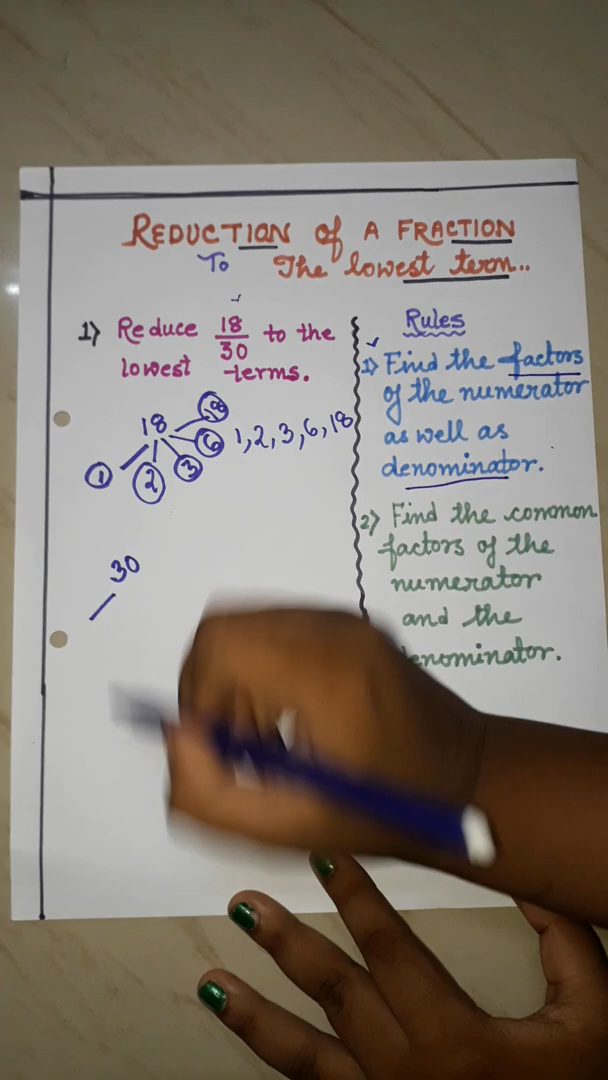 REDUCTION of A FRACTION
To The lowest term..
1) Reduce 18/30 to the
lowest terms.
18
1 2 3 6 18
1, 2, 3, 6, 18
30
Rules
1) Find the factors
of the numerator
as well as
denominator.
2) Find the common
factors of the
numerator
and the
denominator.